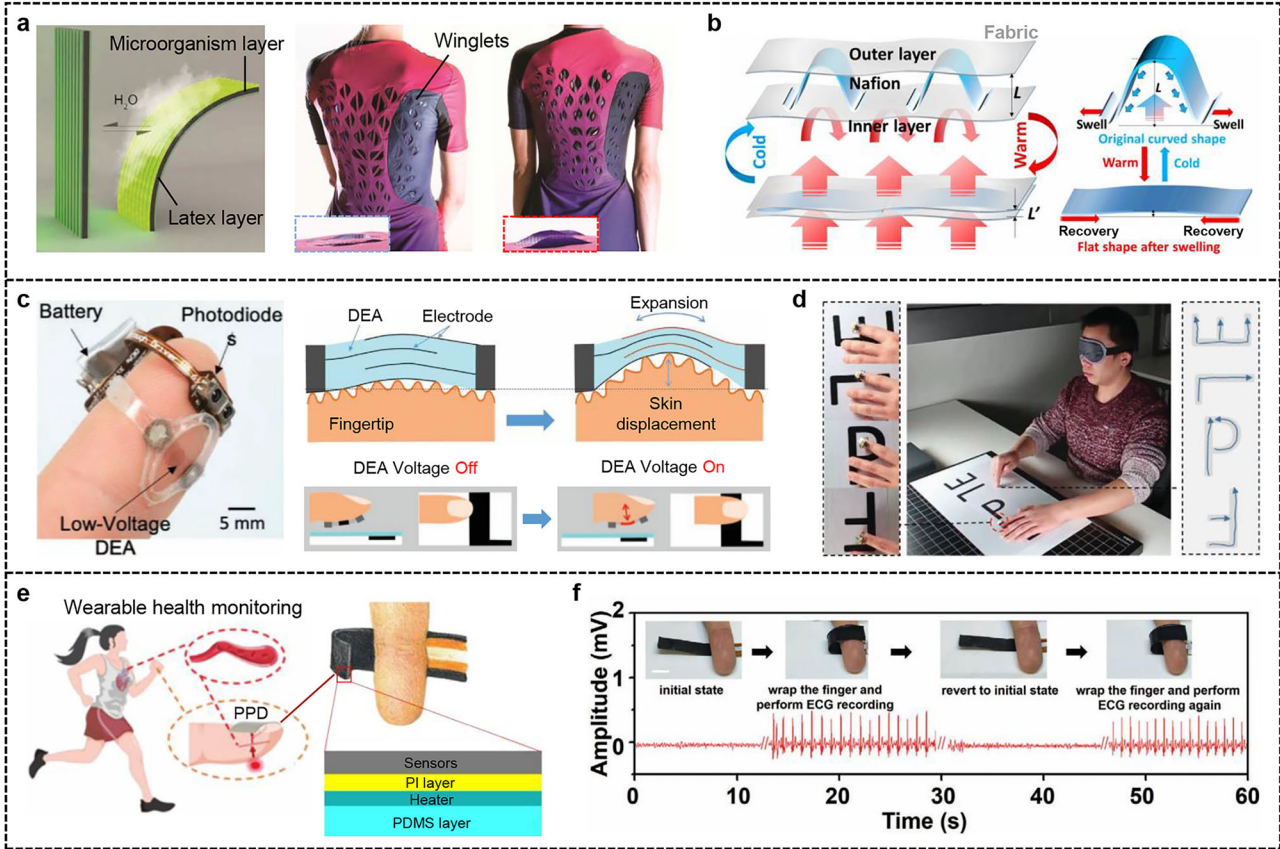 a
Microorganism layer
H2O
Latex layer
Winglets
b
Fabric
Outer layer
Nafion
L
Inner layer
Cold
Warm
L'
L
Swell
Swell
Original curved shape
Warm
Cold
Recovery
Recovery
Flat shape after swelling
c
Battery
Photodiode
s
Low-Voltage
DEA
5 mm
DEA
Electrode
Expansion
Fingertip
Skin
displacement
DEA Voltage Off
DEA Voltage On
d
E
L
P
F
E
L
P
F
e
Wearable health monitoring
PPD
Sensors
PI layer
Heater
PDMS layer
f
Amplitude (mV)
2
1
0
initial state
wrap the finger and
perform ECG recording
revert to initial state
wrap the finger and perform
ECG recording again
0
10
20
30
40
50
60
Time (s)